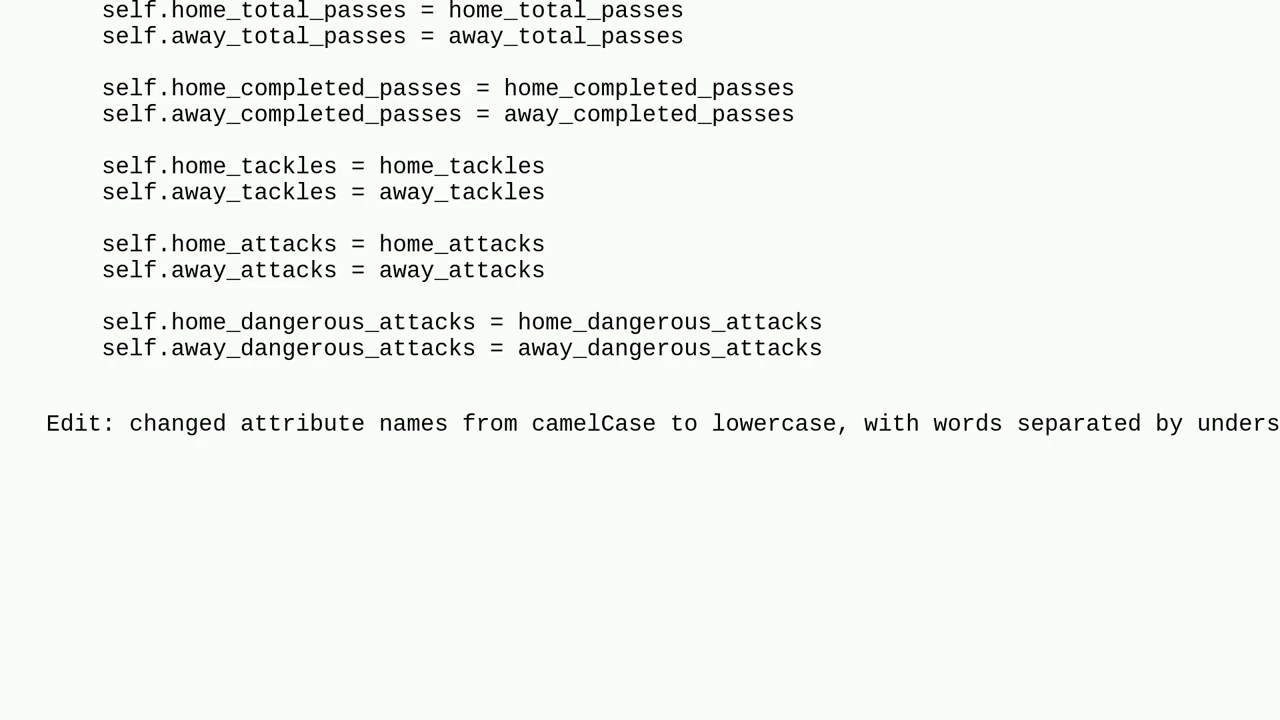 self.home_total_passes = home_total_passes
self.away_total_passes = away_total_passes
self.home_completed_passes = home_completed_passes
self.away_completed_passes = away_completed_passes
self.home_tackles = home_tackles
self.away_tackles = away_tackles
self.home_attacks = home_attacks
self.away_attacks = away_attacks
self.home_dangerous_attacks = home_dangerous_attacks
self.away_dangerous_attacks = away_dangerous_attacks
Edit: changed attribute names from camelCase to lowercase, with words separated by unders